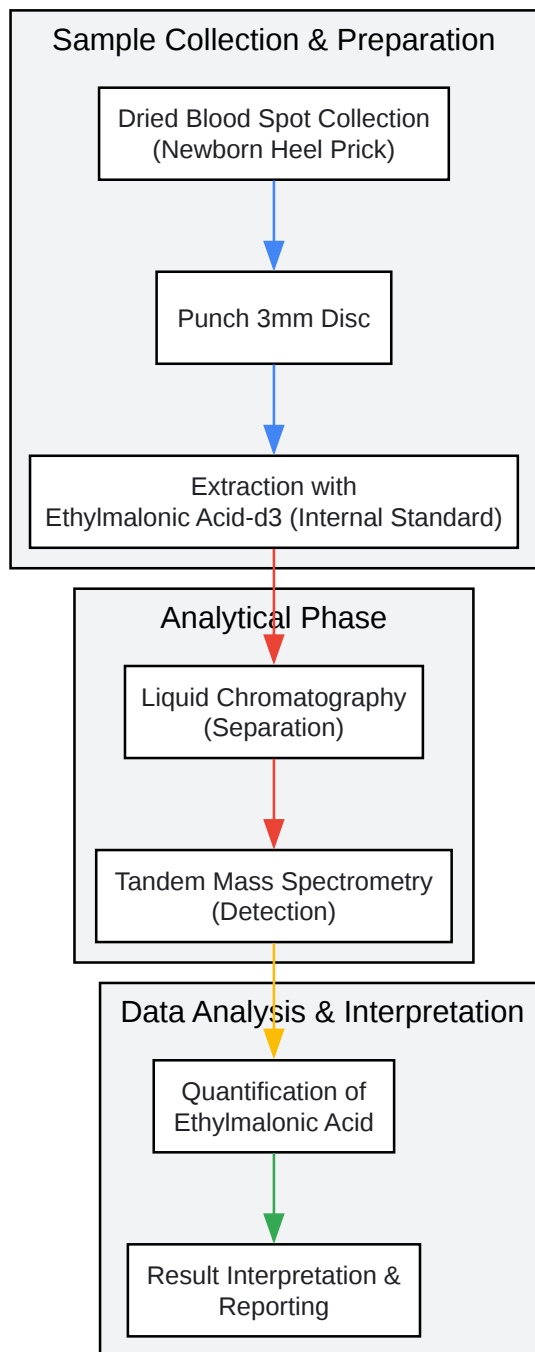 Sample Collection & Preparation
Dried Blood Spot Collection
(Newborn Heel Prick)
Punch 3mm Disc
Extraction with
Ethylmalonic Acid-d3 (Internal Standard)
Analytical Phase
Liquid Chromatography
(Separation)
Tandem Mass Spectrometry
(Detection)
Data Analysis & Interpretation
Quantification of
Ethylmalonic Acid
Result Interpretation &
Reporting